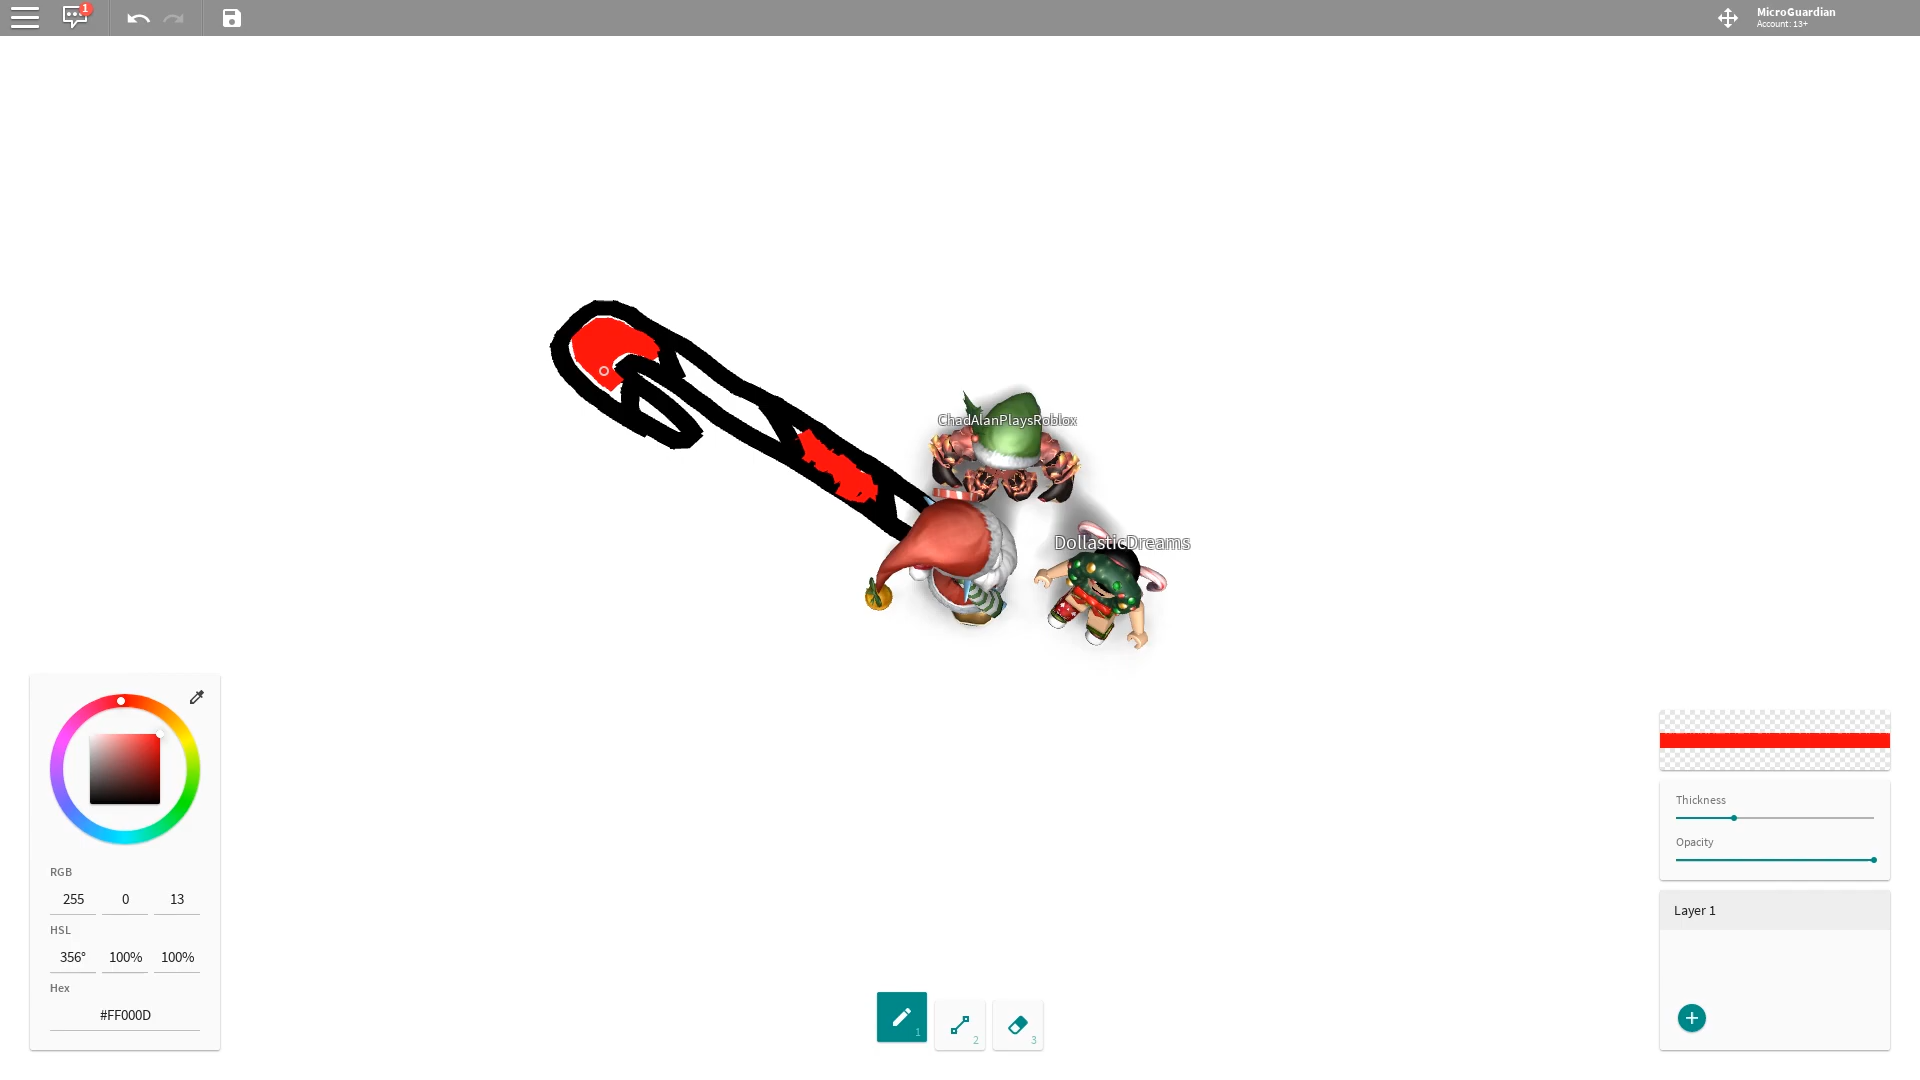 1
MicroGuardian
Account: 13+
ChadAlanPlaysRoblox
DollasticDreams
RGB
255 0 13
HSL
356° 100% 100%
Hex
#FF000D
1 2 3
Thickness
Opacity
Layer 1